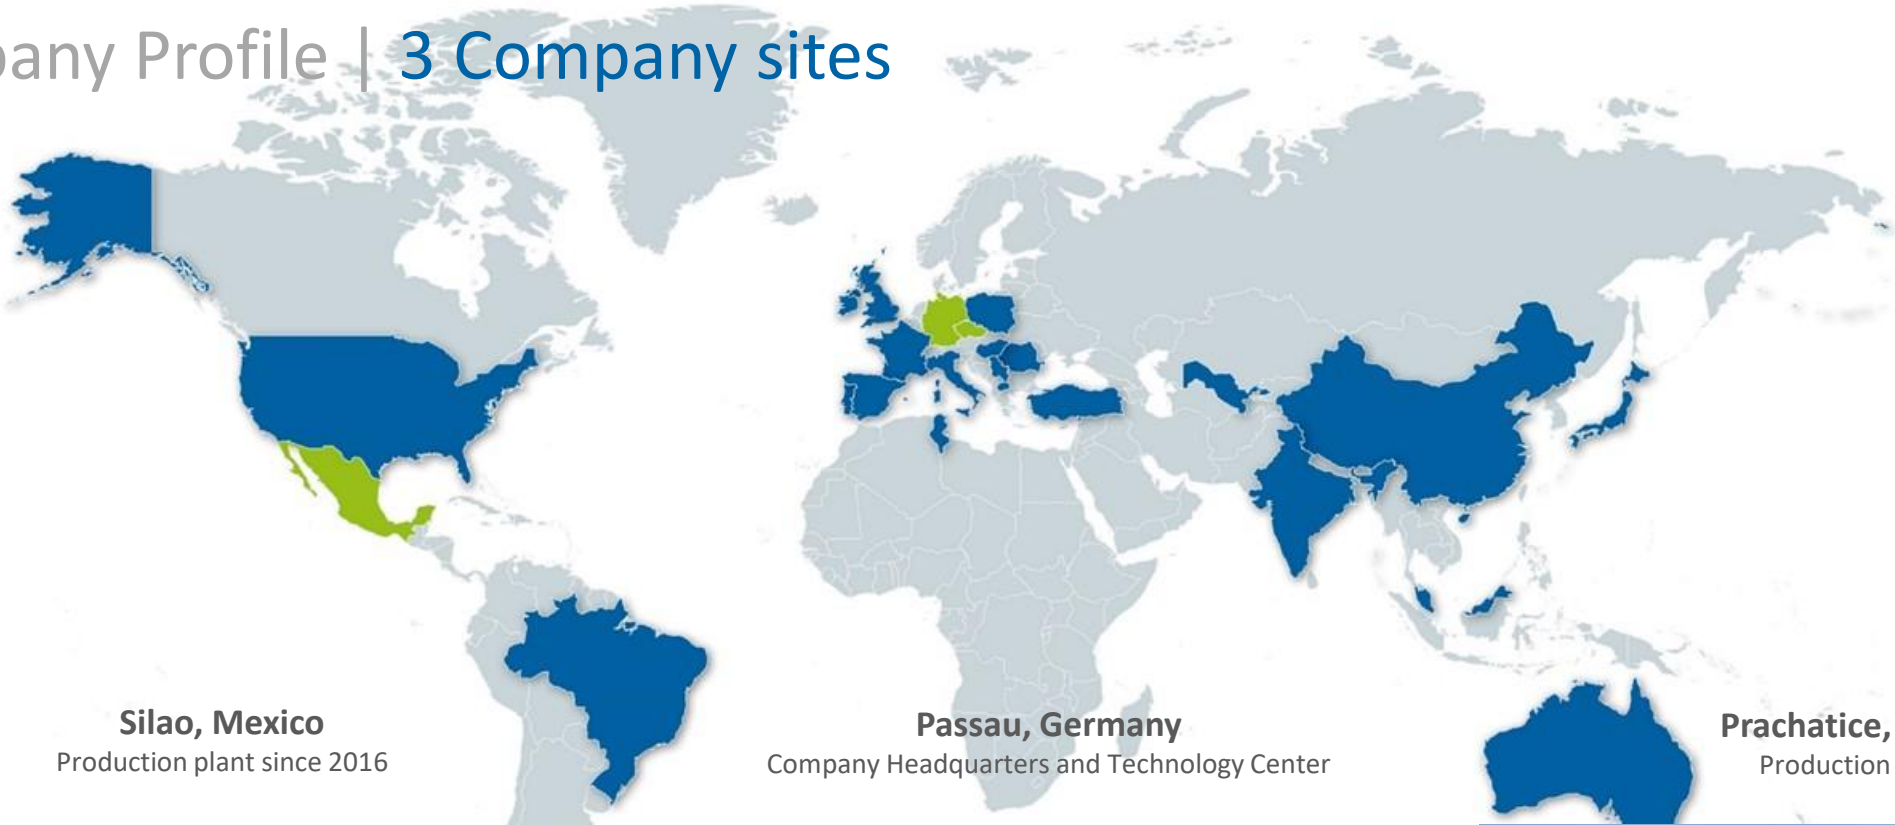 pany Profile | 3 Company sites
Silao, Mexico
Production plant since 2016
Passau, Germany
Company Headquarters and Technology Center
Prachatice,
Production